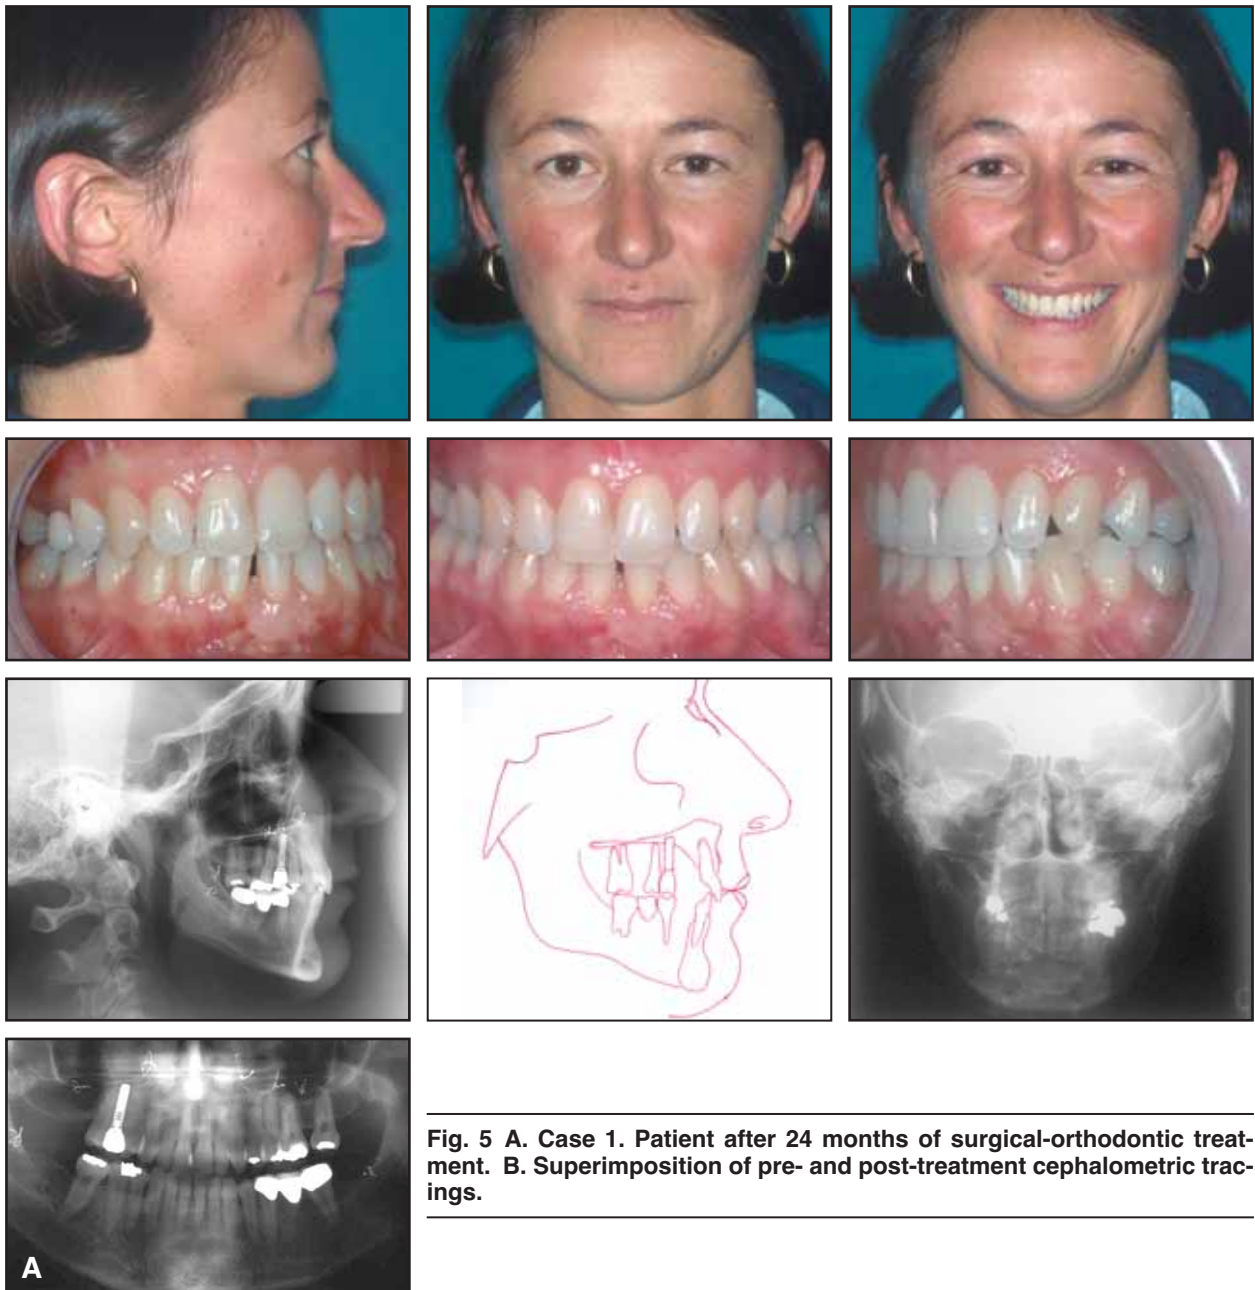 A
Fig. 5 A. Case 1. Patient after 24 months of surgical-orthodontic treat-
ment. B. Superimposition of pre- and post-treatment cephalometric trac-
ings.